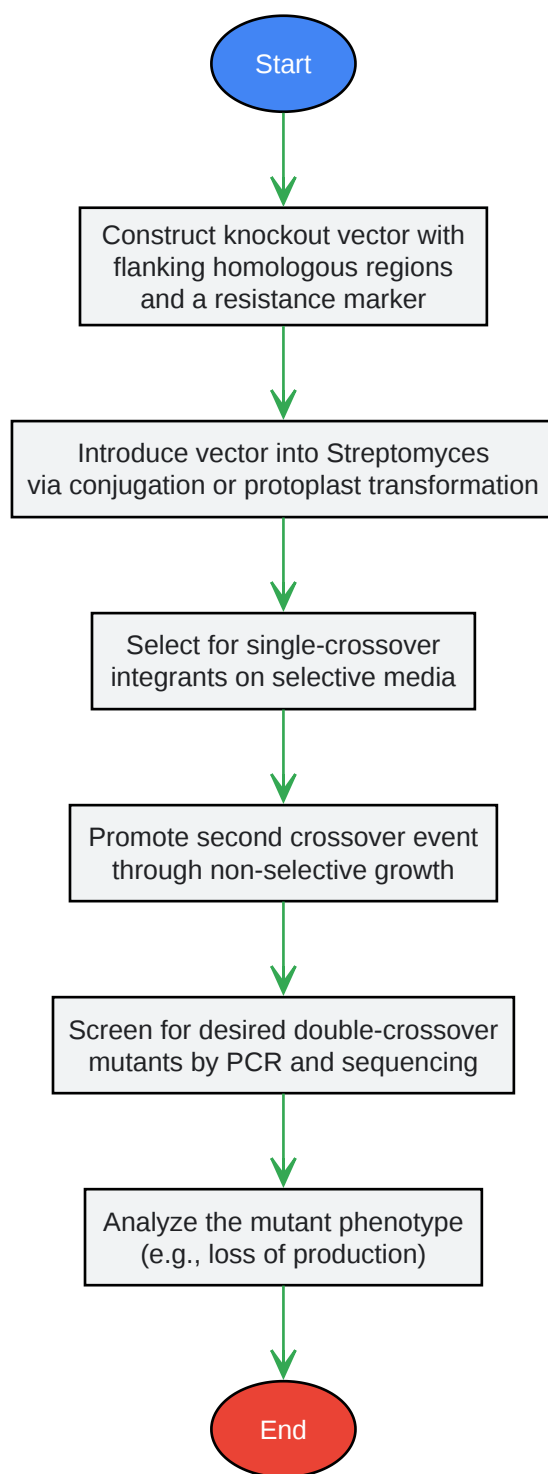 Start
Construct knockout vector with
flanking homologous regions
and a resistance marker
Introduce vector into Streptomyces
via conjugation or protoplast transformation
Select for single-crossover
integrants on selective media
Promote second crossover event
through non-selective growth
Screen for desired double-crossover
mutants by PCR and sequencing
Analyze the mutant phenotype
(e.g., loss of production)
End